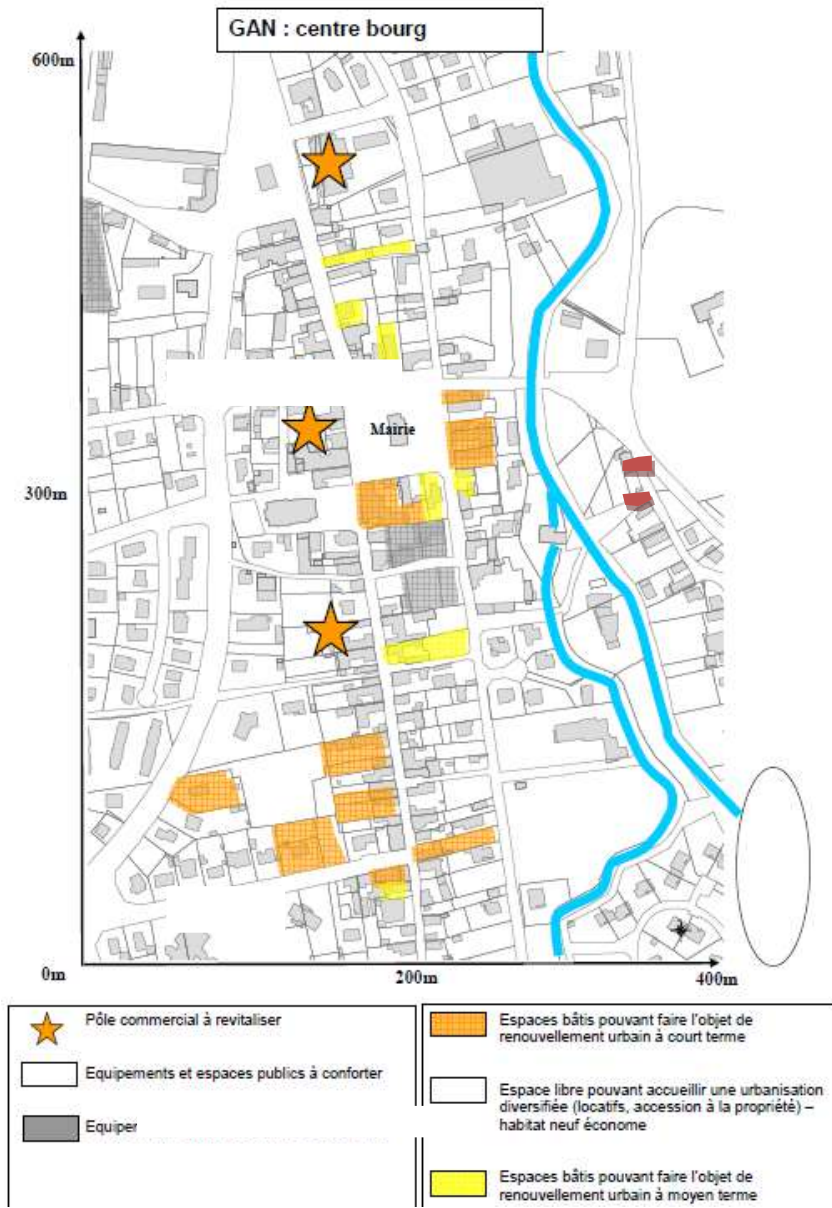 GAN : centre bourg
600m
Mairie
300m
0m
200m
400m
Pôle commercial à revitaliser
Equipements et espaces publics à conforter
Equiper
Espaces bâtis pouvant faire l'objet de
renouvellement urbain à court terme
Espace libre pouvant accueillir une urbanisation
diversifiée (locatifs, accession à la propriété) –
habitat neuf économe
Espaces bâtis pouvant faire l'objet de
renouvellement urbain à moyen terme